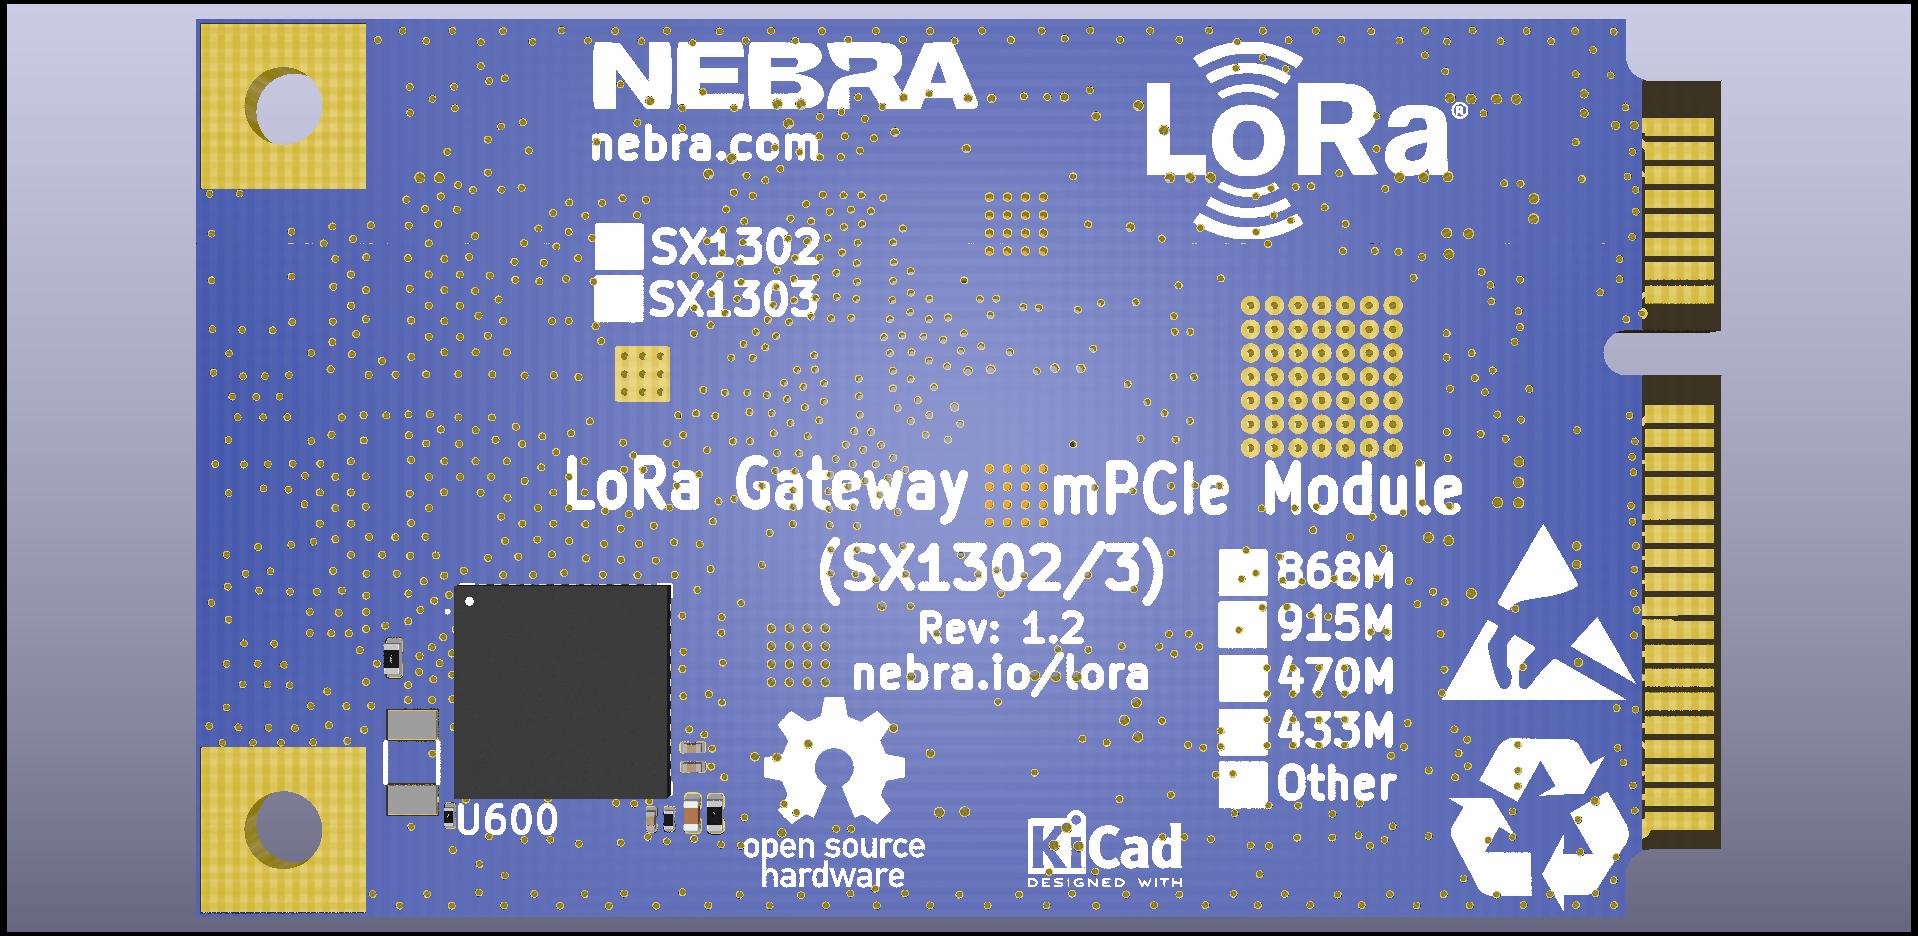 NEBRA
nebra.com
LoRa®
SX1302
SX1303
LoRa Gateway mPCIe Module
(SX1302/3)
Rev: 1.2
nebra.io/lora
868M
915M
470M
433M
Other
U600
open source
hardware
KiCad
DESIGNED WITH